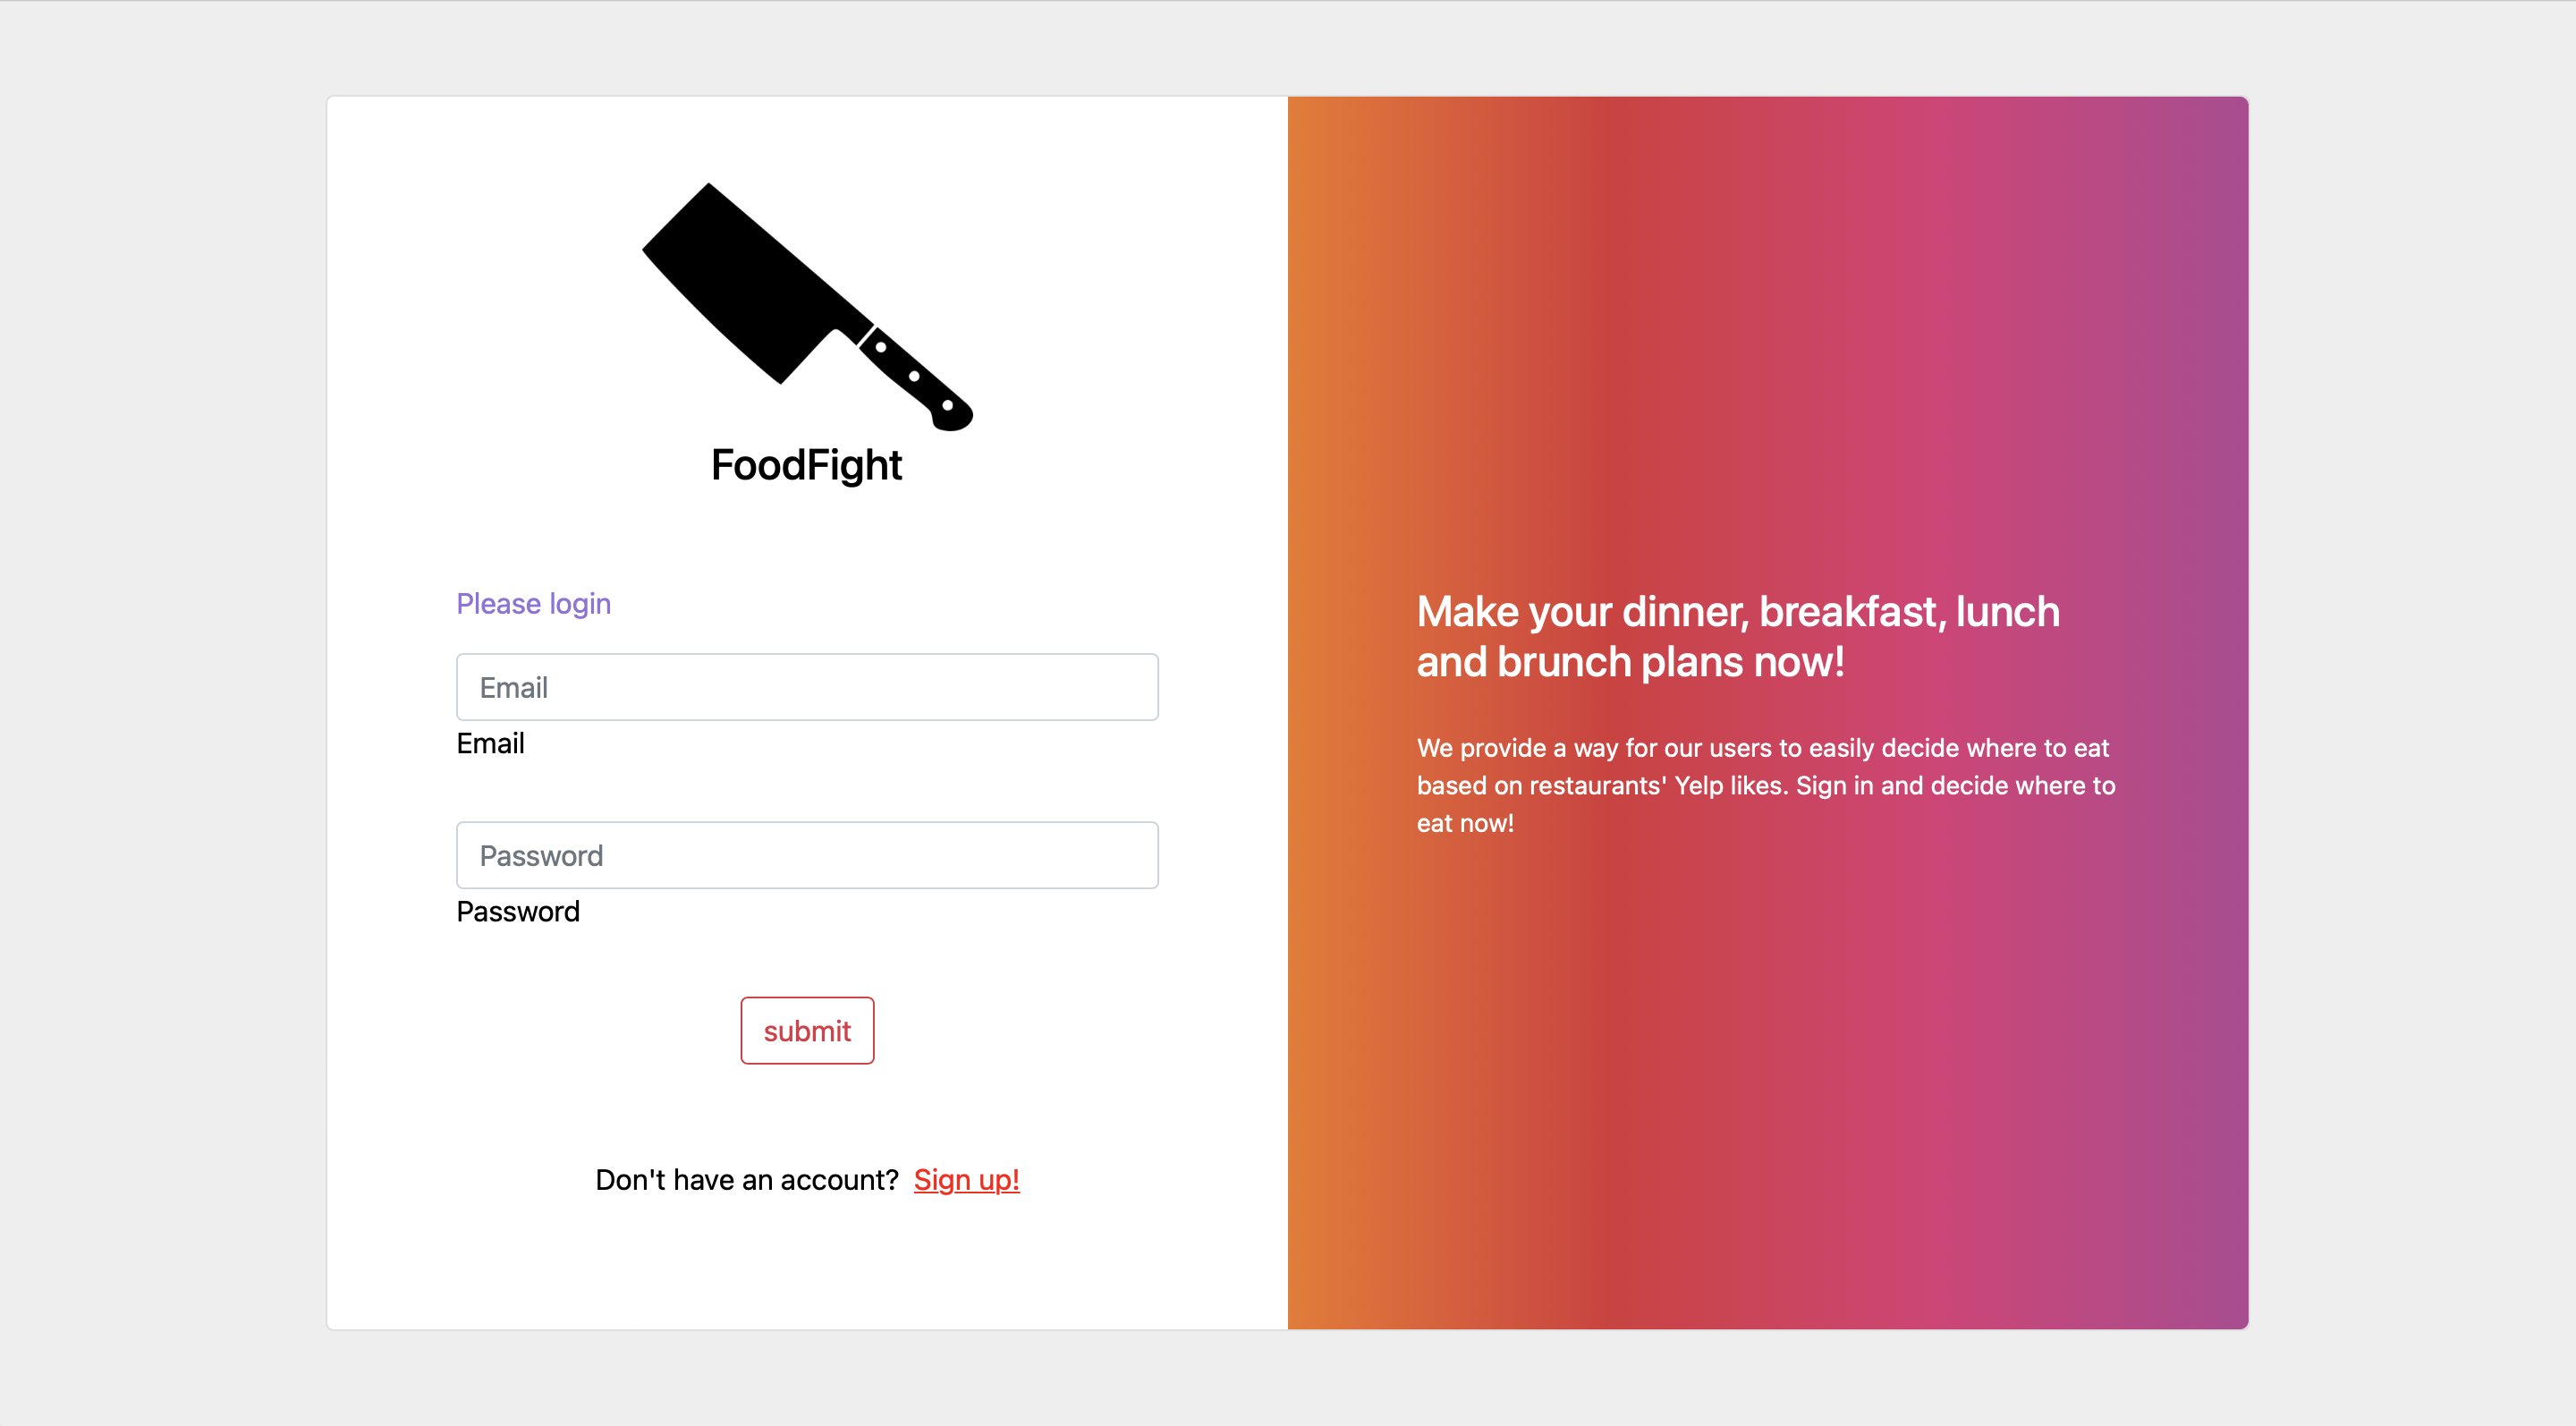 FoodFight
Please login
Email
Email
Password
Password
submit
Don't have an account? Sign up!
Make your dinner, breakfast, lunch
and brunch plans now!
We provide a way for our users to easily decide where to eat
based on restaurants' Yelp likes. Sign in and decide where to
eat now!